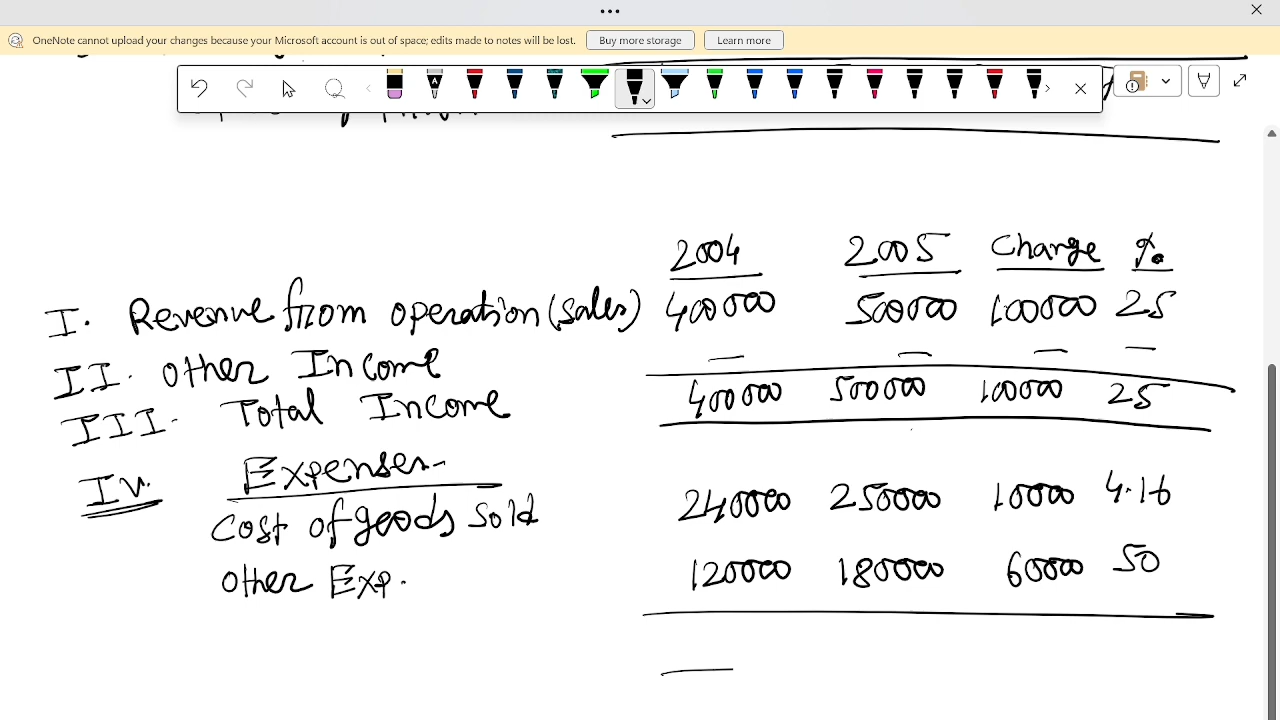 OneNote cannot upload your changes because your Microsoft account is out of space; edits made to notes will be lost. Buy more storage Learn more
2004 2005 Change %
I. Revenue from operation (sales) 400000 500000 100000 25
II. Other Income — — — —
III. Total Income 400000 500000 100000 25
IV. Expenses
Cost of goods sold 240000 250000 10000 4.16
Other Exp. 120000 180000 60000 50